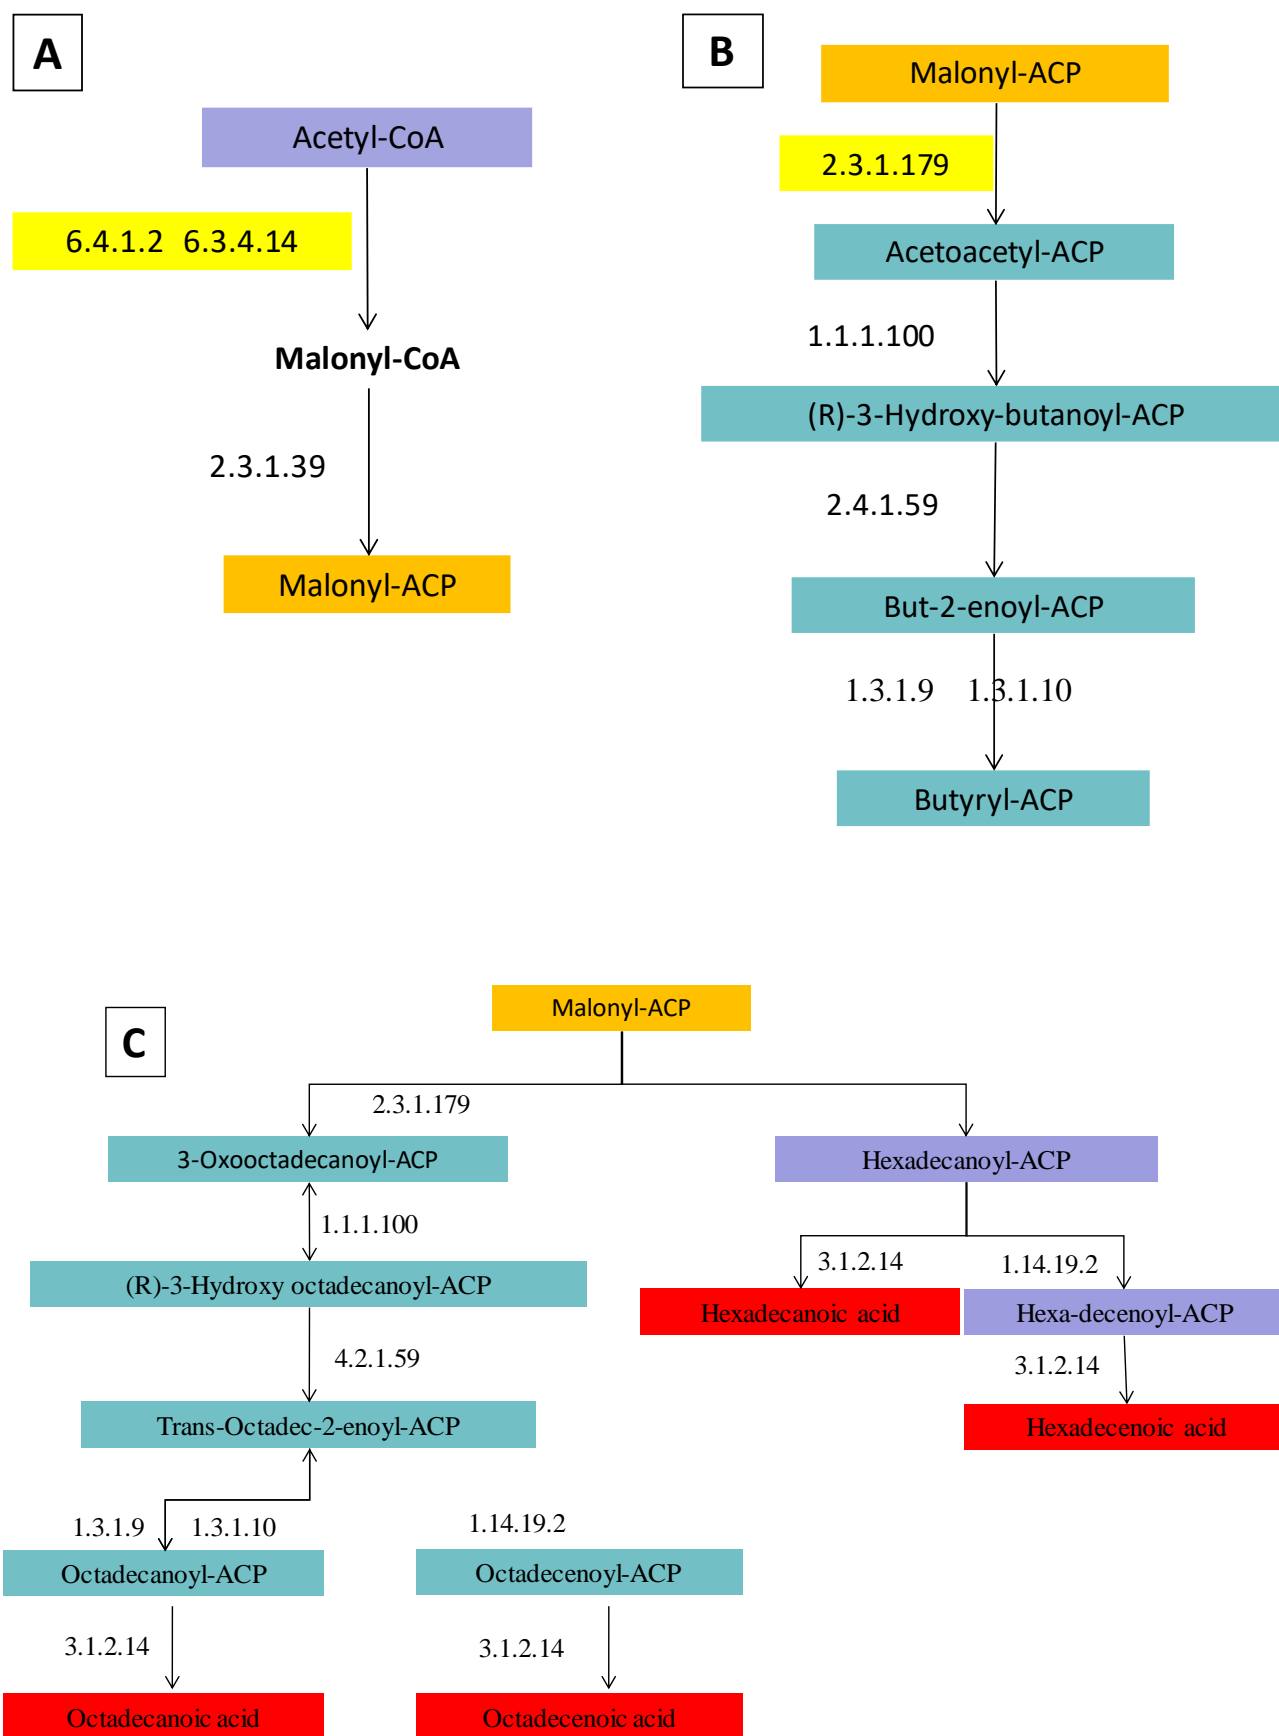 A
Acetyl-CoA
6.4.1.2 6.3.4.14
Malonyl-CoA
2.3.1.39
Malonyl-ACP
B
Malonyl-ACP
2.3.1.179
Acetoacetyl-ACP
1.1.1.100
(R)-3-Hydroxy-butanoyl-ACP
2.4.1.59
But-2-enoyl-ACP
1.3.1.9 1.3.1.10
Butyryl-ACP
C
Malonyl-ACP
2.3.1.179
3-Oxooctadecanoyl-ACP
Hexadecanoyl-ACP
1.1.1.100
3.1.2.14
1.14.19.2
(R)-3-Hydroxy octadecanoyl-ACP
Hexadecanoic acid
Hexa-decenoyl-ACP
4.2.1.59
3.1.2.14
Trans-Octadec-2-enoyl-ACP
Hexadecenoic acid
1.3.1.9 1.3.1.10
1.14.19.2
Octadecanoyl-ACP
Octadecenoyl-ACP
3.1.2.14
3.1.2.14
Octadecanoic acid
Octadecenoic acid